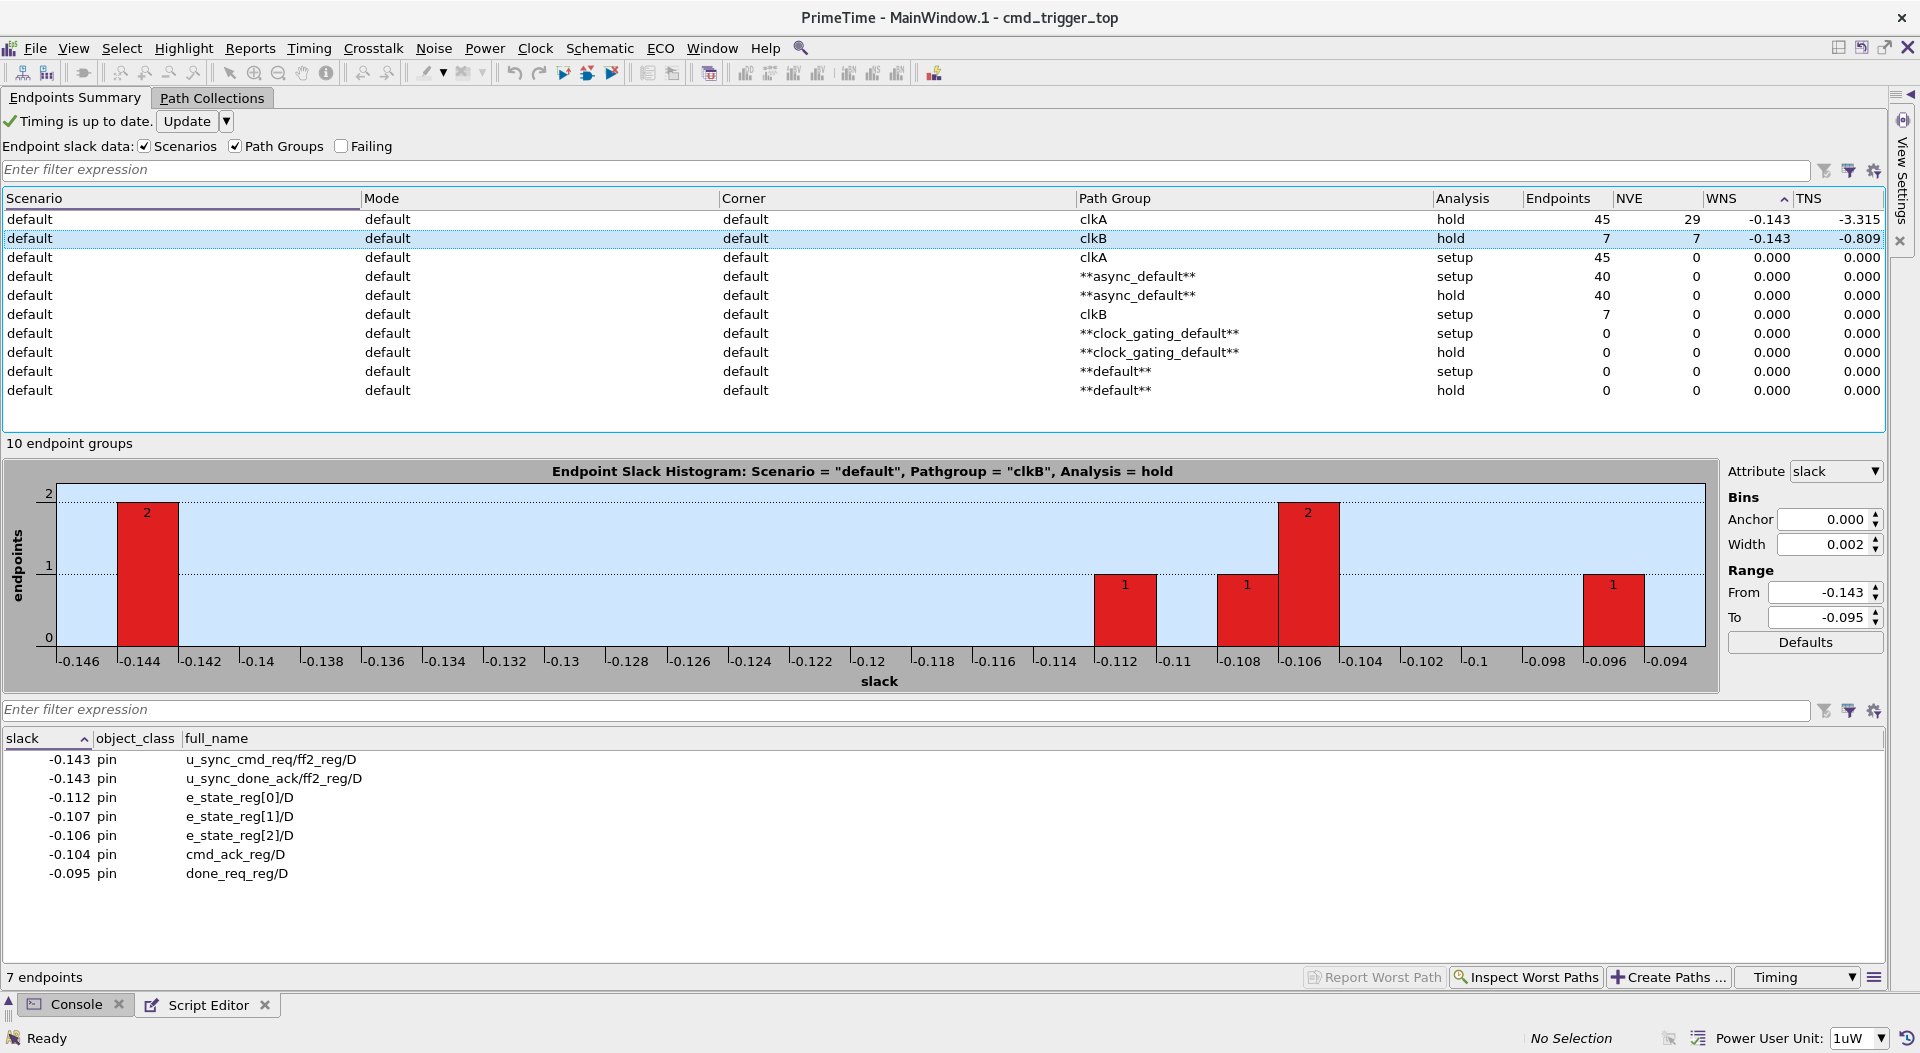 PrimeTime - MainWindow.1 - cmd_trigger_top
File View Select Highlight Reports Timing Crosstalk Noise Power Clock Schematic ECO Window Help
Endpoints Summary Path Collections
Timing is up to date. Update
Endpoint slack data: Scenarios Path Groups Failing
Enter filter expression
Scenario Mode Corner Path Group Analysis Endpoints NVE WNS TNS
default default default clkA hold 45 29 -0.143 -3.315
default default default clkB hold 7 7 -0.143 -0.809
default default default clkA setup 45 0 0.000 0.000
default default default **async_default** setup 40 0 0.000 0.000
default default default **async_default** hold 40 0 0.000 0.000
default default default clkB setup 7 0 0.000 0.000
default default default **clock_gating_default** setup 0 0 0.000 0.000
default default default **clock_gating_default** hold 0 0 0.000 0.000
default default default **default** setup 0 0 0.000 0.000
default default default **default** hold 0 0 0.000 0.000
10 endpoint groups
Endpoint Slack Histogram: Scenario = "default", Pathgroup = "clkB", Analysis = hold
endpoints
2
1
0
2 1 1 2 1
-0.146 -0.144 -0.142 -0.14 -0.138 -0.136 -0.134 -0.132 -0.13 -0.128 -0.126 -0.124 -0.122 -0.12 -0.118 -0.116 -0.114 -0.112 -0.11 -0.108 -0.106 -0.104 -0.102 -0.1 -0.098 -0.096 -0.094
slack
Attribute slack
Bins
Anchor 0.000
Width 0.002
Range
From -0.143
To -0.095
Defaults
Enter filter expression
slack object_class full_name
-0.143 pin u_sync_cmd_req/ff2_reg/D
-0.143 pin u_sync_done_ack/ff2_reg/D
-0.112 pin e_state_reg[0]/D
-0.107 pin e_state_reg[1]/D
-0.106 pin e_state_reg[2]/D
-0.104 pin cmd_ack_reg/D
-0.095 pin done_req_reg/D
7 endpoints Report Worst Path Inspect Worst Paths Create Paths ... Timing
View Settings
Console Script Editor
Ready No Selection Power User Unit: 1uW